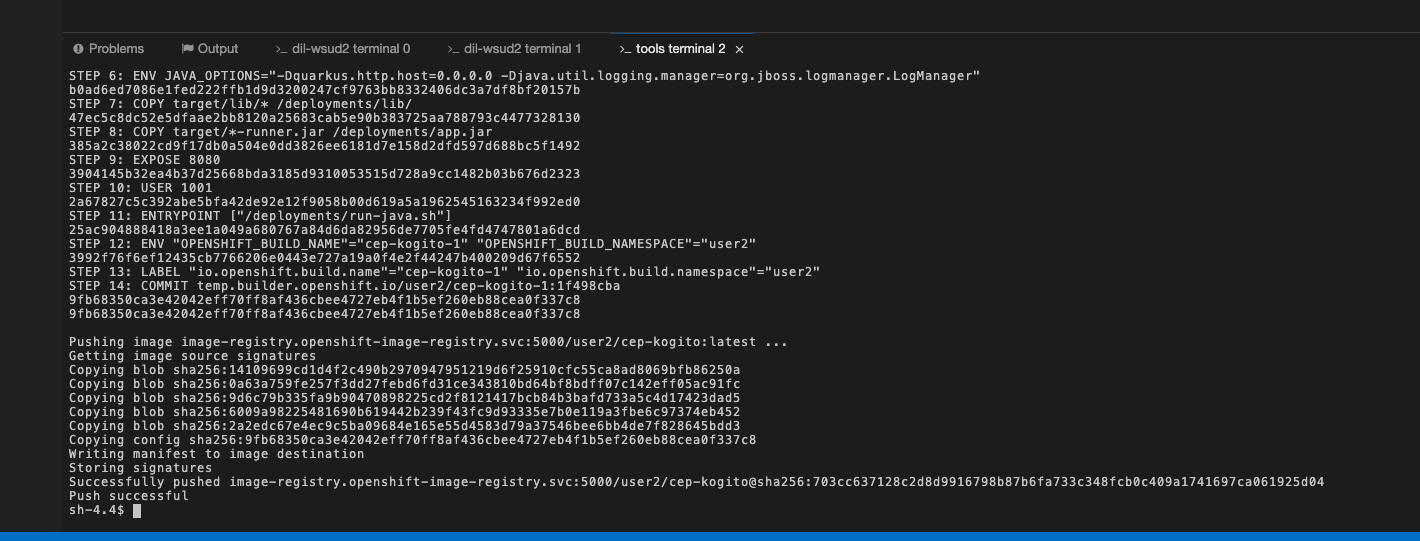 Problems Output >_ dil-wsud2 terminal 0 >_ dil-wsud2 terminal 1 >_ tools terminal 2 ×
STEP 6: ENV JAVA_OPTIONS="-Dquarkus.http.host=0.0.0.0 -Djava.util.logging.manager=org.jboss.logmanager.LogManager"
b0ad6ed7086e1fed222ffb1d9d3200247cf9763bb8332406dc3a7df8bf20157b
STEP 7: COPY target/lib/* /deployments/lib/
47ec5c8dc52e5dfaae2bb8120a25683cab5e90b383725aa788793c4477328130
STEP 8: COPY target/*-runner.jar /deployments/app.jar
385a2c38022cd9f17db0a504e0dd3826ee6181d7e158d2dfd597d688bc5f1492
STEP 9: EXPOSE 8080
3904145b32ea4b37d25668bda3185d9310053515d728a9cc1482b03b676d2323
STEP 10: USER 1001
2a67827c5c392abe5bfa42de92e12f9058b00d619a5a1962545163234f992ed0
STEP 11: ENTRYPOINT ["/deployments/run-java.sh"]
25ac904888418a3ee1a049a680767a84d6da82956de7705fe4fd4747801a6dcd
STEP 12: ENV "OPENSHIFT_BUILD_NAME"="cep-kogito-1" "OPENSHIFT_BUILD_NAMESPACE"="user2"
3992f76f6ef12435cb7766206e0443e727a19a0f4e2f44247b400209d67f6552
STEP 13: LABEL "io.openshift.build.name"="cep-kogito-1" "io.openshift.build.namespace"="user2"
STEP 14: COMMIT temp.builder.openshift.io/user2/cep-kogito-1:1f498cba
9fb68350ca3e42042eff70ff8af436cbee4727eb4f1b5ef260eb88cea0f337c8
9fb68350ca3e42042eff70ff8af436cbee4727eb4f1b5ef260eb88cea0f337c8
Pushing image image-registry.openshift-image-registry.svc:5000/user2/cep-kogito:latest ...
Getting image source signatures
Copying blob sha256:14109699cd1d4f2c490b2970947951219d6f25910cfc55ca8ad8069bfb86250a
Copying blob sha256:0a63a759fe257f3dd27febd6fd31ce343810bd64bf8bdff07c142eff05ac91fc
Copying blob sha256:9d6c79b335fa9b90470898225cd2f8121417bcb84b3bafd733a5c4d17423dad5
Copying blob sha256:6009a98225481690b619442b239f43fc9d93335e7b0e119a3fbe6c97374eb452
Copying blob sha256:2a2edc67e4ec9c5ba09684e165e55d4583d79a37546bee6bb4de7f828645bdd3
Copying config sha256:9fb68350ca3e42042eff70ff8af436cbee4727eb4f1b5ef260eb88cea0f337c8
Writing manifest to image destination
Storing signatures
Successfully pushed image-registry.openshift-image-registry.svc:5000/user2/cep-kogito@sha256:703cc637128c2d8d9916798b87b6fa733c348fcb0c409a1741697ca061925d04
Push successful
sh-4.4$